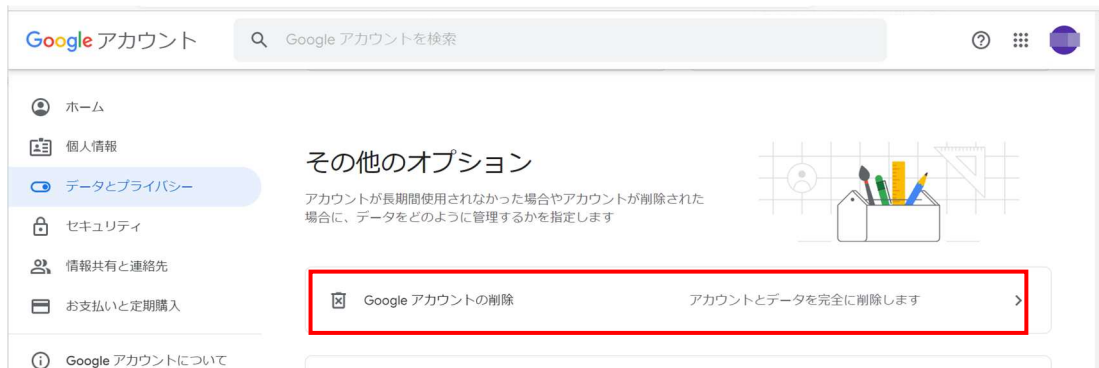 Google アカウント
Google アカウントを検索
ホーム
個人情報
データとプライバシー
セキュリティ
情報共有と連絡先
お支払いと定期購入
Google アカウントについて
その他のオプション
アカウントが長期間使用されなかった場合やアカウントが削除された
場合に、データをどのように管理するかを指定します
Google アカウントの削除
アカウントとデータを完全に削除します